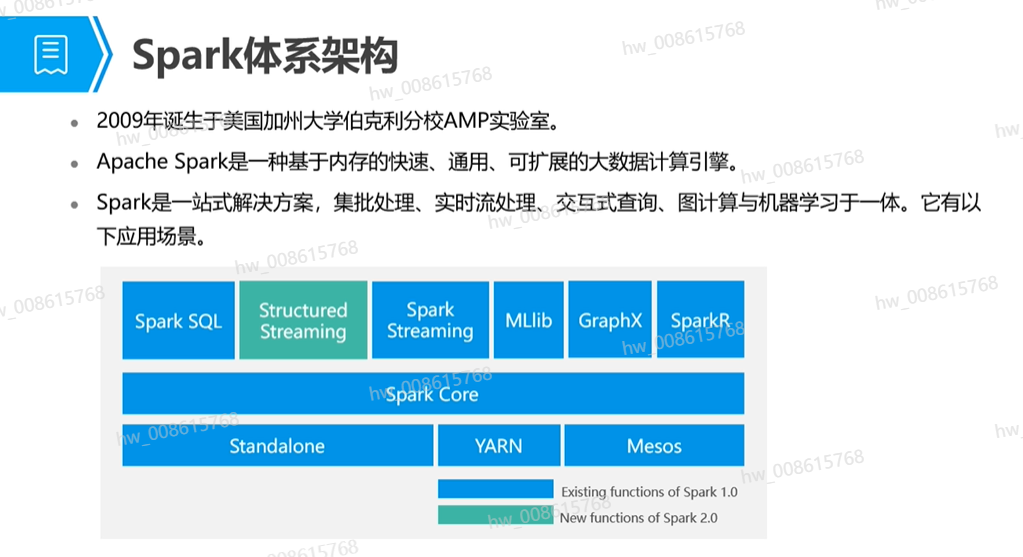 Spark体系架构
2009年诞生于美国加州大学伯克利分校AMP实验室。
Apache Spark是一种基于内存的快速、通用、可扩展的大数据计算引擎。
Spark是一站式解决方案，集批处理、实时流处理、交互式查询、图计算与机器学习于一体。它有以
下应用场景。
Spark SQL
Structured
Streaming
Spark
Streaming
MLlib
GraphX
SparkR
Spark Core
Standalone
YARN
Mesos
Existing functions of Spark 1.0
New functions of Spark 2.0
hw_008615768
hw_008615768
hw_008615768
hw_008615768
hw_008615768
hw_008615768
hw_008615768
hw_008615768
hw_008615768
hw_008615768
hw_008615768
hw_008615768
hw_008615768